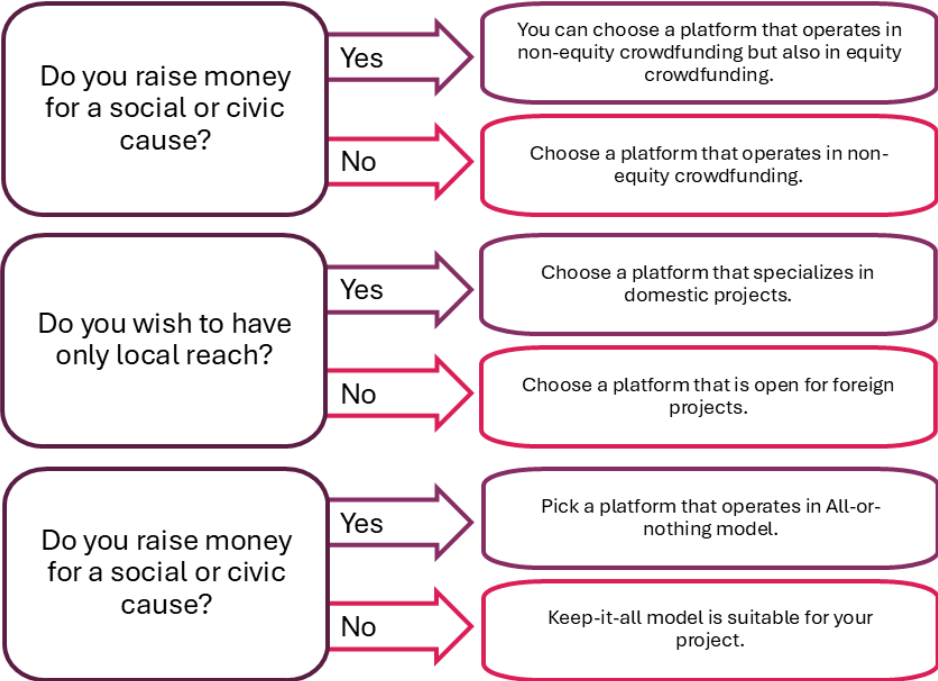 Do you raise money
for a social or civic
cause?
Yes
You can choose a platform that operates in
non-equity crowdfunding but also in equity
crowdfunding.
No
Choose a platform that operates in non-
equity crowdfunding.
Do you wish to have
only local reach?
Yes
Choose a platform that specializes in
domestic projects.
No
Choose a platform that is open for foreign
projects.
Do you raise money
for a social or civic
cause?
Yes
Pick a platform that operates in All-or-
nothing model.
No
Keep-it-all model is suitable for your
project.